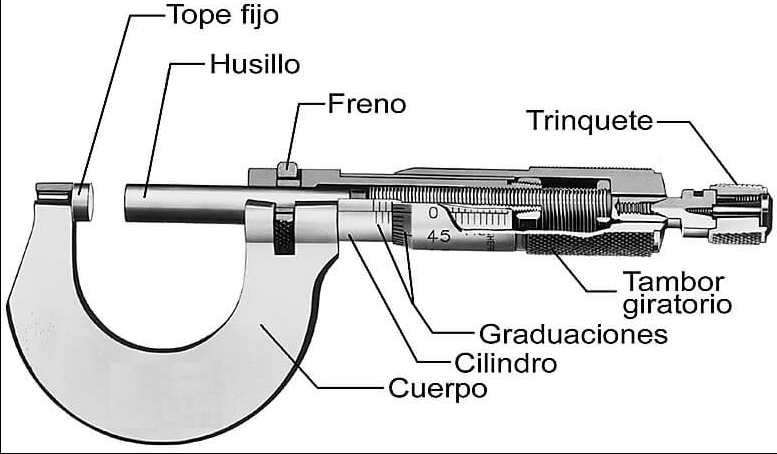 Tope fijo
Husillo
Freno
Trinquete
0
45
Tambor
giratorio
Graduaciones
Cilindro
Cuerpo